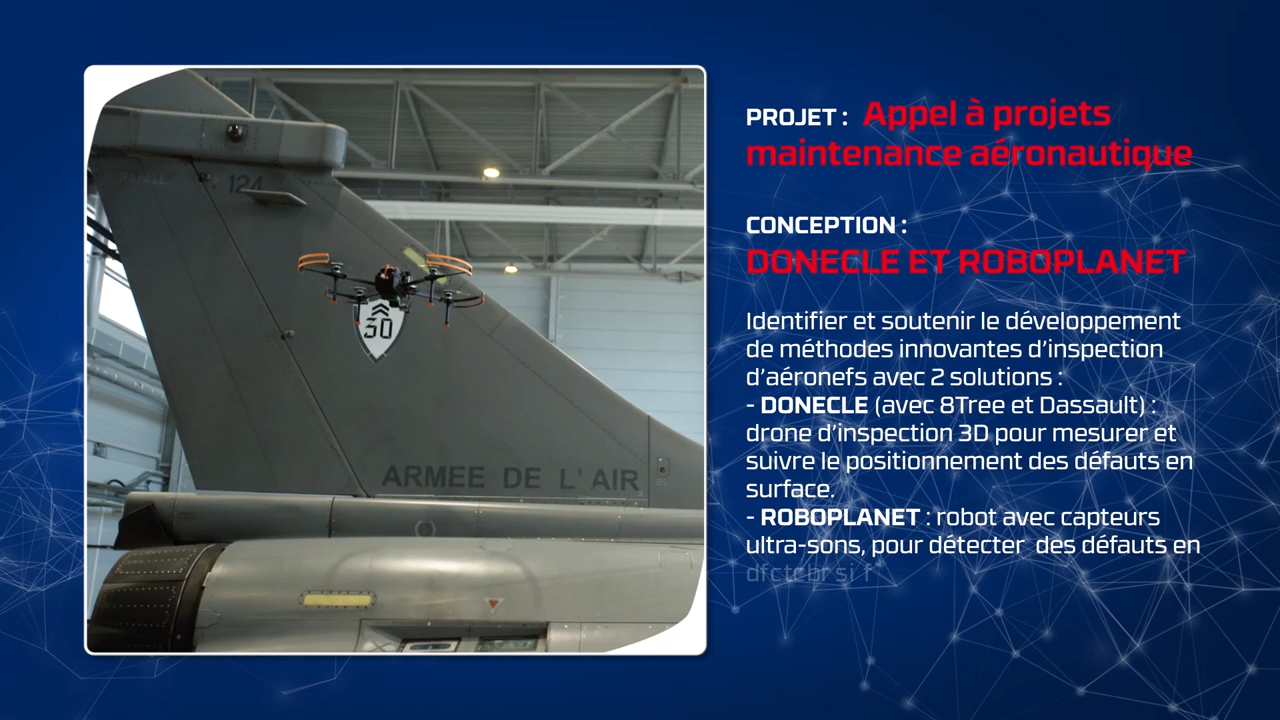 RAFALE
124
30
ARMEE DE L'AIR
PROJET : Appel à projets
maintenance aéronautique
CONCEPTION :
DONECLE ET ROBOPLANET
Identifier et soutenir le développement
de méthodes innovantes d’inspection
d’aéronefs avec 2 solutions :
- DONECLE (avec 8Tree et Dassault) :
drone d’inspection 3D pour mesurer et
suivre le positionnement des défauts en
surface.
- ROBOPLANET : robot avec capteurs
ultra-sons, pour détecter des défauts en